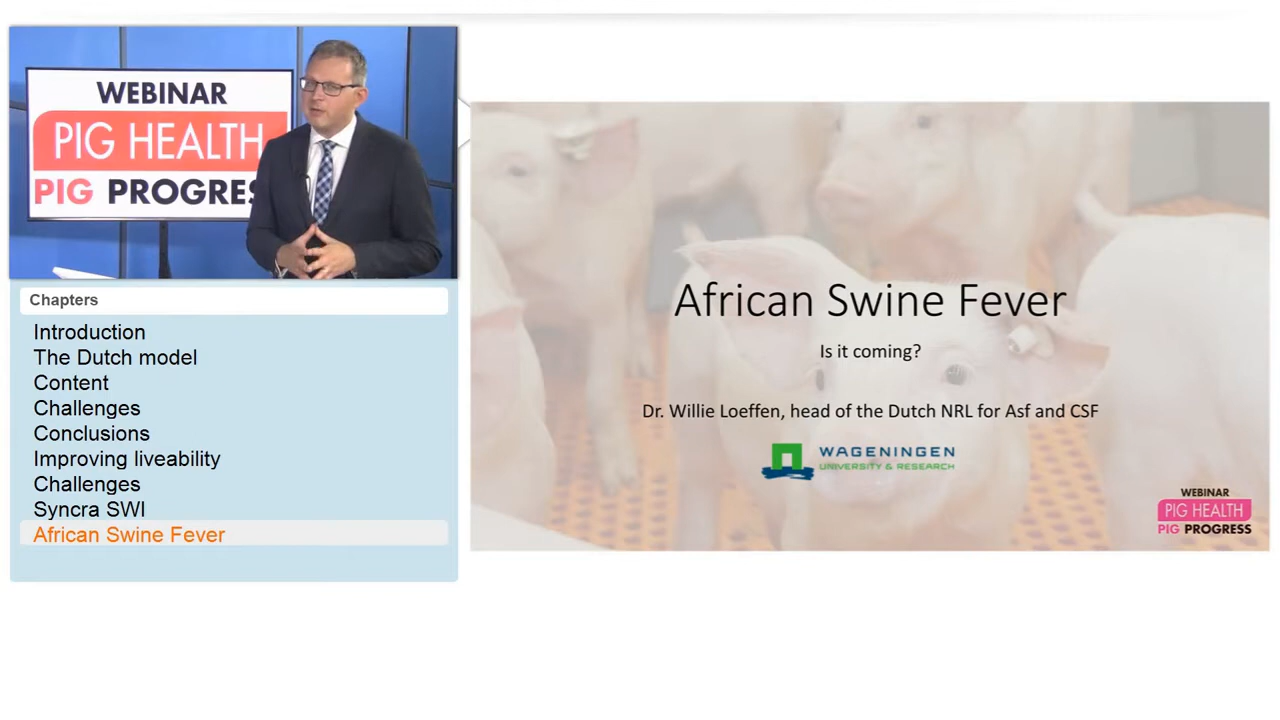 WEBINAR
PIG HEALTH
PIG PROGRES
Chapters
Introduction
The Dutch model
Content
Challenges
Conclusions
Improving liveability
Challenges
Syncra SWI
African Swine Fever
African Swine Fever
Is it coming?
Dr. Willie Loeffen, head of the Dutch NRL for Asf and CSF
WAGENINGEN
UNIVERSITY & RESEARCH
WEBINAR
PIG HEALTH
PIG PROGRESS